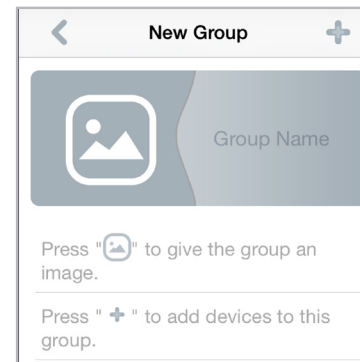 New Group
Group Name
Press "" to give the group an
image.
Press " + " to add devices to this
group.